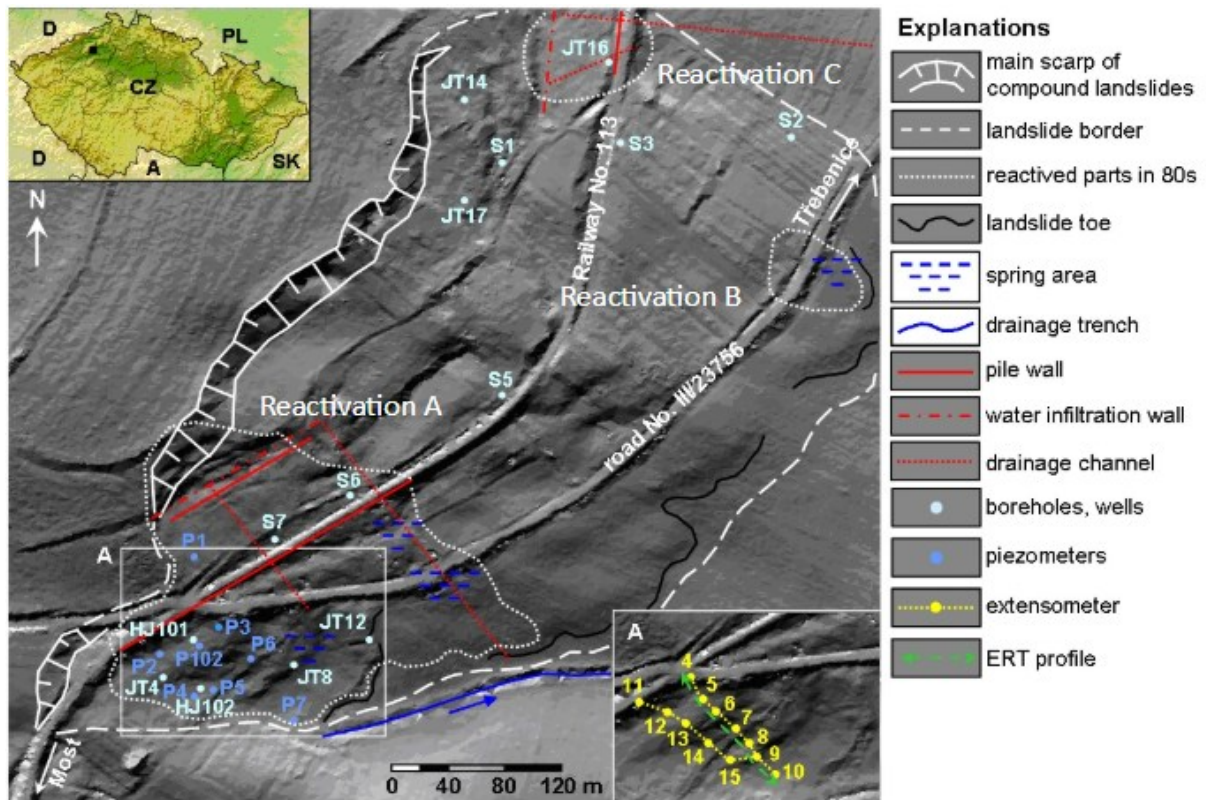 D
PL
CZ
D
A
SK
N
JT14
JT16
Reactivation C
S1
S3
S2
JT17
Railway No. 113
Třebenice
Reactivation B
S5
road No. III/23756
Reactivation A
S6
S7
P1
A
HJ101
P3
JT12
P2
P102
P6
JT4
JT8
P4
P5
HJ102
P7
Most
0 40 80 120 m
A
4
5
6
7
8
9
10
11
12
13
14
15
Explanations
main scarp of
compound landslides
landslide border
reactived parts in 80s
landslide toe
spring area
drainage trench
pile wall
water infiltration wall
drainage channel
boreholes, wells
piezometers
extensometer
ERT profile